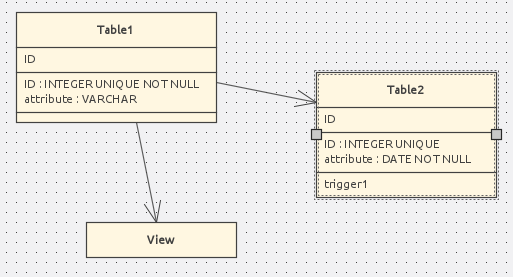 Table1
ID
ID : INTEGER UNIQUE NOT NULL
attribute : VARCHAR
Table2
ID
ID : INTEGER UNIQUE
attribute : DATE NOT NULL
trigger1
View